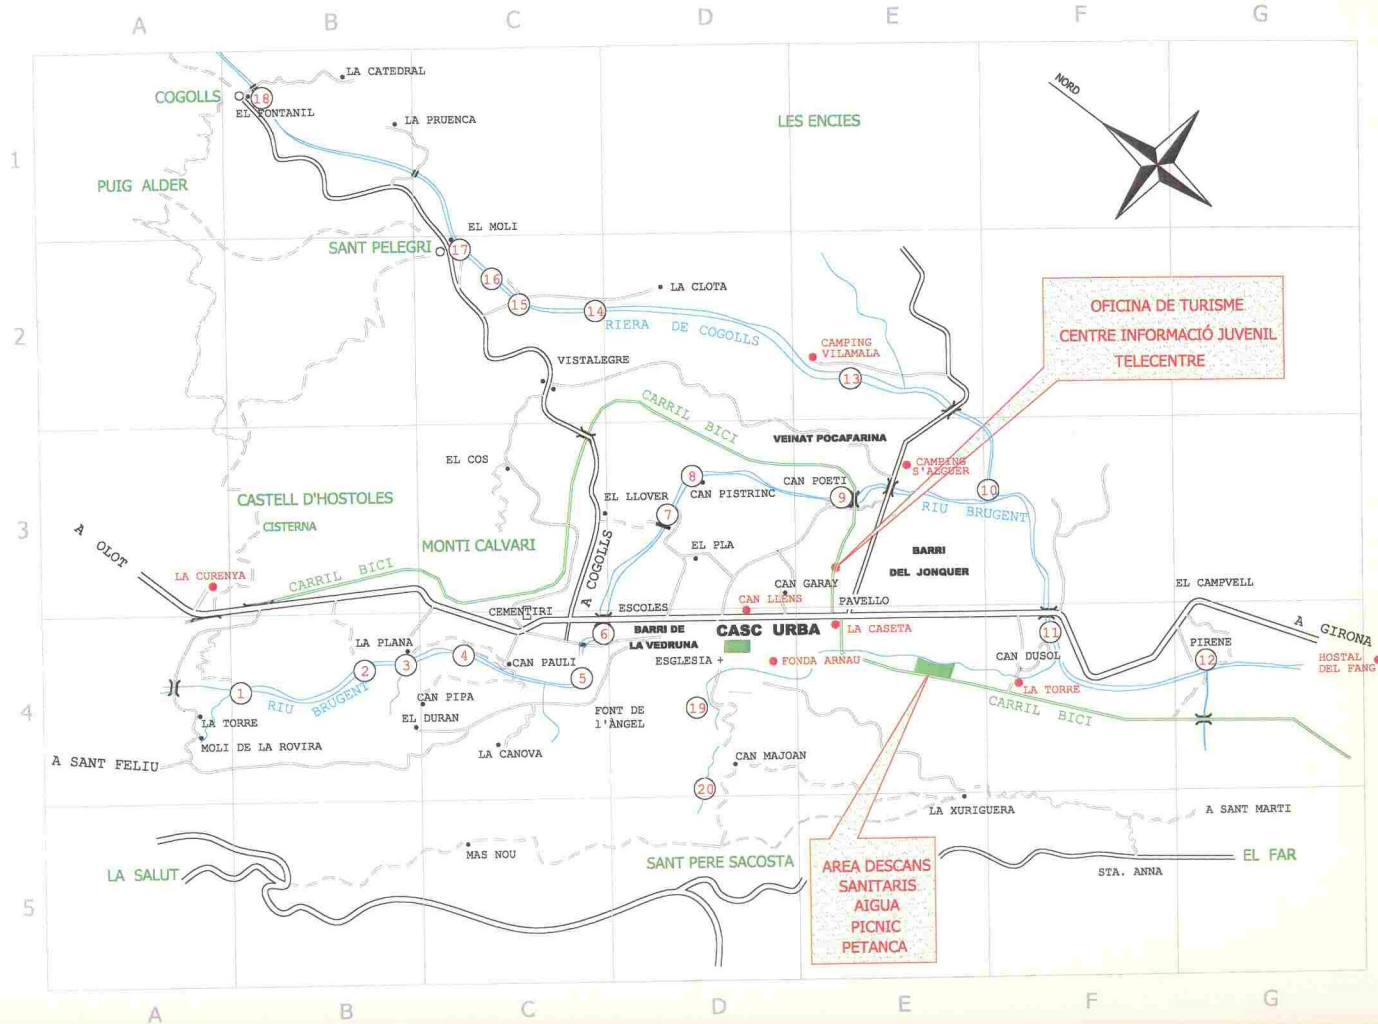 A B C D E F G
NORD
LA CATEDRAL
COGOLLS
18
EL FONTANIL
LA PRUENCA
LES ENCIES
1
PUIG ALDER
EL MOLI
SANT PELEGRI
17
16
15
14
LA CLOTA
RIERA DE COGOLLS
2
OFICINA DE TURISME
CENTRE INFORMACIÓ JUVENIL
TELECENTRE
CAMPING
VILAMALA
13
VISTALEGRE
CARRIL BICI
VEINAT POCAFARINA
EL COS
CAMPING
S'ALGUER
8
CAN PISTRINC
CAN POETI
9
10
RIU BRUGENT
CASTELL D'HOSTOLES
CISTERNA
EL LLOVER
7
3
A OLOT
MONTI CALVARI
EL PLA
BARRI
DEL JONQUER
LA CURENYA
CARRIL BICI
A COGOLLS
CAN GARAY
EL CAMPVELL
CEMENTIRI
ESCOLES
CAN LLENS
PAVELLO
A GIRONA
6
BARRI DE
LA VEDRUNA
CASC URBA
LA CASETA
11
LA PLANA
4
3
2
CAN PAULI
5
ESGLESIA +
FONDA ARNAU
CAN DUSOL
PIRENE
12
HOSTAL
DEL FANG
1
RIU BRUGENT
CAN PIPA
LA TORRE
CARRIL BICI
4
LA TORRE
EL DURAN
FONT DE
l'ÀNGEL
19
MOLI DE LA ROVIRA
LA CANOVA
CAN MAJOAN
A SANT FELIU
20
LA XURIGUERA
A SANT MARTI
MAS NOU
SANT PERE SACOSTA
LA SALUT
EL FAR
STA. ANNA
AREA DESCANS
SANITARIS
AIGUA
PICNIC
PETANCA
5
A B C D E F G